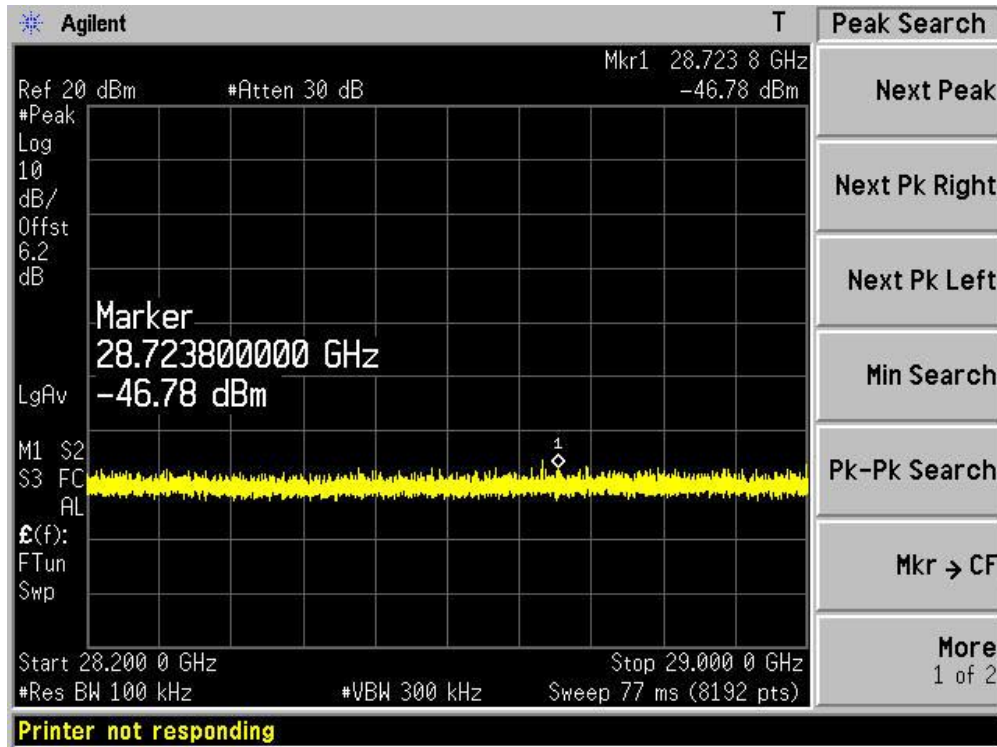 Agilent T
Peak Search
Mkr1 28.723 8 GHz
Ref 20 dBm #Atten 30 dB -46.78 dBm
#Peak
Log
10
dB/
Offst
6.2
dB
Marker
28.723800000 GHz
-46.78 dBm
LgAv
1
M1 S2
S3 FC
AL
£(f):
FTun
Swp
Start 28.200 0 GHz Stop 29.000 0 GHz
#Res BW 100 kHz #VBW 300 kHz Sweep 77 ms (8192 pts)
Printer not responding
Next Peak
Next Pk Right
Next Pk Left
Min Search
Pk-Pk Search
Mkr → CF
More
1 of 2